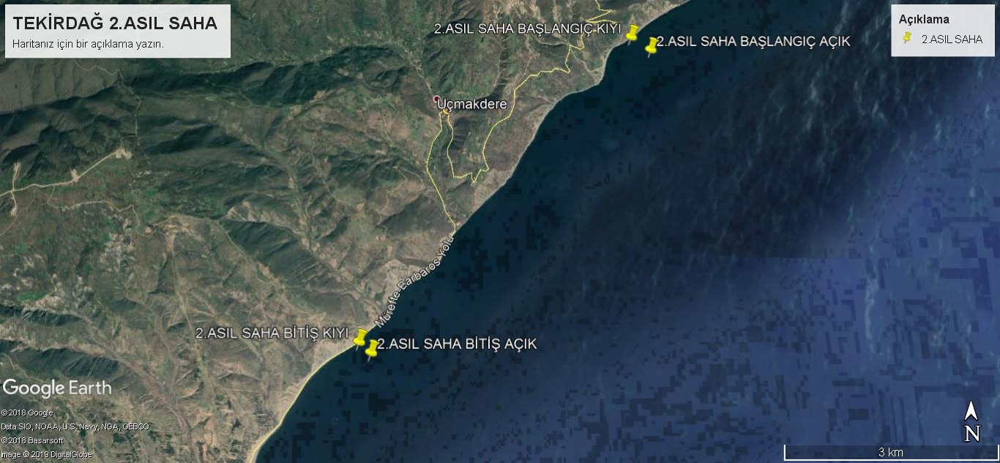 TEKİRDAĞ 2.ASIL SAHA
Haritanız için bir açıklama yazın.
2.ASIL SAHA BAŞLANGIÇ KIYI
2.ASIL SAHA BAŞLANGIÇ AÇIK
Açıklama
2.ASIL SAHA
Uçmakdere
Mürefte-Barbaros Yolu
2.ASIL SAHA BİTİŞ KIYI
2.ASIL SAHA BİTİŞ AÇIK
Google Earth
©2018 Google
Data SIO, NOAA, U.S. Navy, NGA, GEBCO
©2018 Basarsoft
Image ©2019 DigitalGlobe
N
3 km